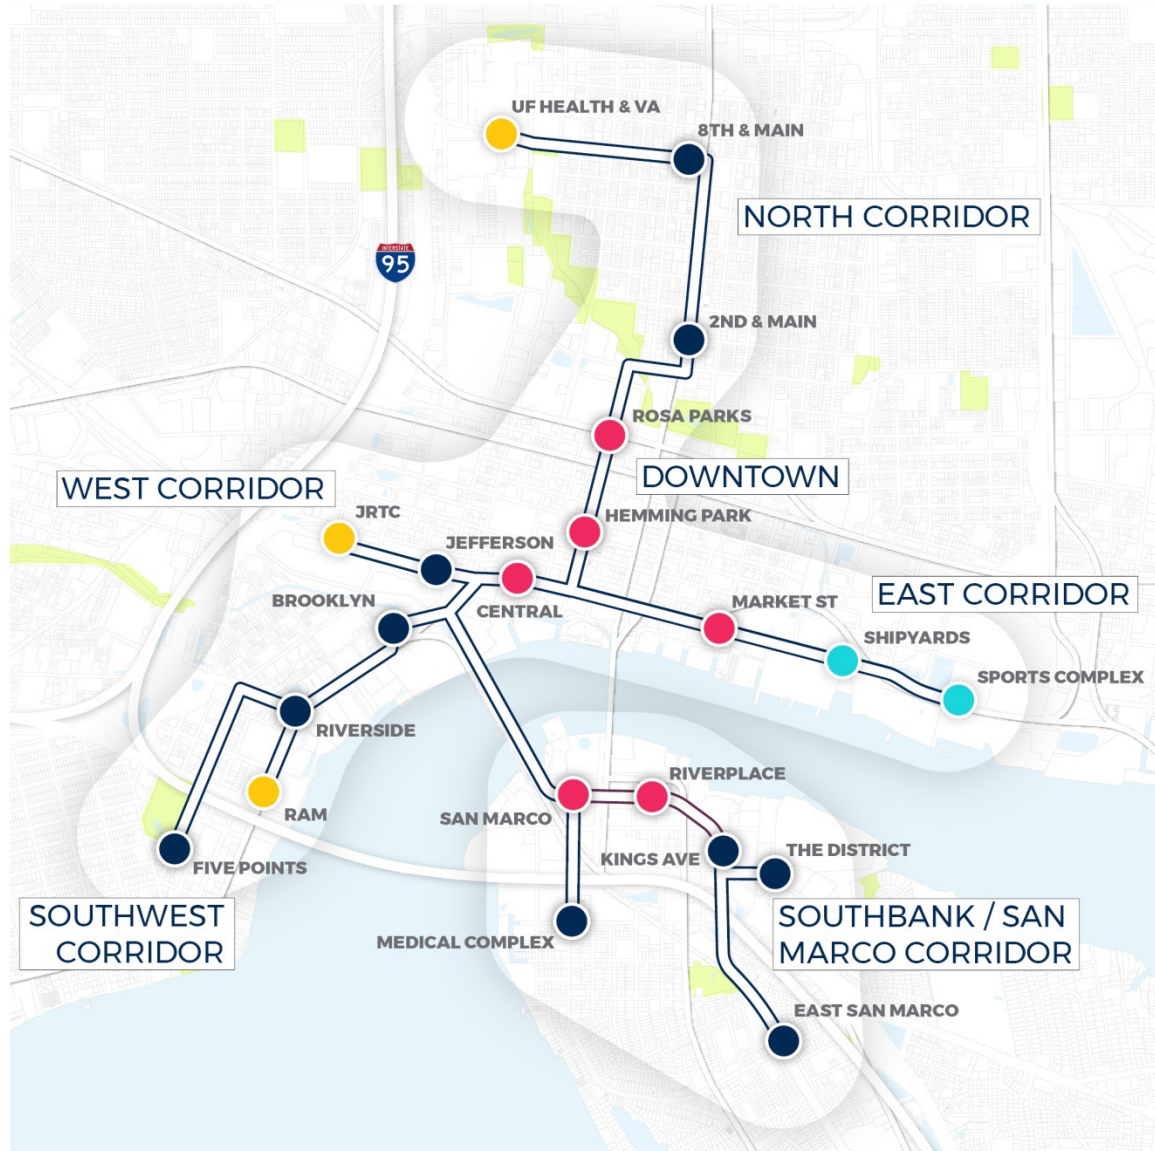 UF HEALTH & VA
8TH & MAIN
NORTH CORRIDOR
INTERSTATE
95
2ND & MAIN
ROSA PARKS
DOWNTOWN
WEST CORRIDOR
JRTC
HEMMING PARK
JEFFERSON
EAST CORRIDOR
BROOKLYN
CENTRAL
MARKET ST
SHIPYARDS
SPORTS COMPLEX
RIVERSIDE
RIVERPLACE
RAM
SAN MARCO
KINGS AVE
THE DISTRICT
FIVE POINTS
SOUTHWEST
CORRIDOR
MEDICAL COMPLEX
SOUTHBANK / SAN
MARCO CORRIDOR
EAST SAN MARCO